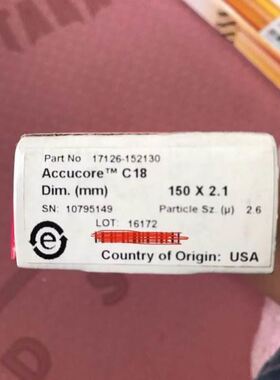 Part No 17126-152130
Accucore™ C18
Dim. (mm) 150 X 2.1
SN: 10795149 Particle Sz. (µ) 2.6
LOT: 16172
e
Country of Origin: USA